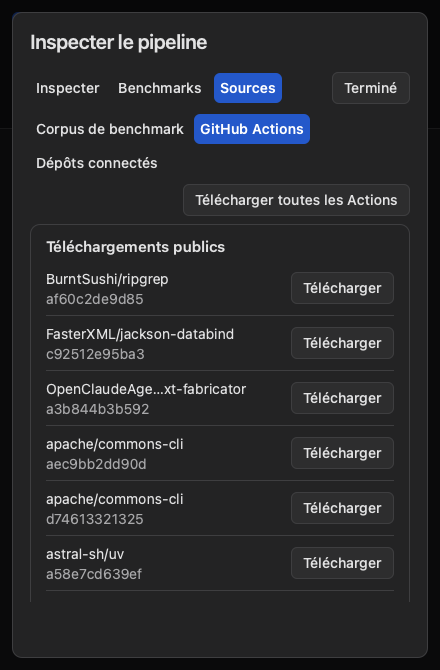 Inspecter le pipeline
Inspecter Benchmarks Sources Terminé
Corpus de benchmark GitHub Actions
Dépôts connectés
Télécharger toutes les Actions
Téléchargements publics
BurntSushi/ripgrep
af60c2de9d85
Télécharger
FasterXML/jackson-databind
c92512e95ba3
Télécharger
OpenClaudeAge...xt-fabricator
a3b844b3b592
Télécharger
apache/commons-cli
aec9bb2dd90d
Télécharger
apache/commons-cli
d74613321325
Télécharger
astral-sh/uv
a58e7cd639ef
Télécharger